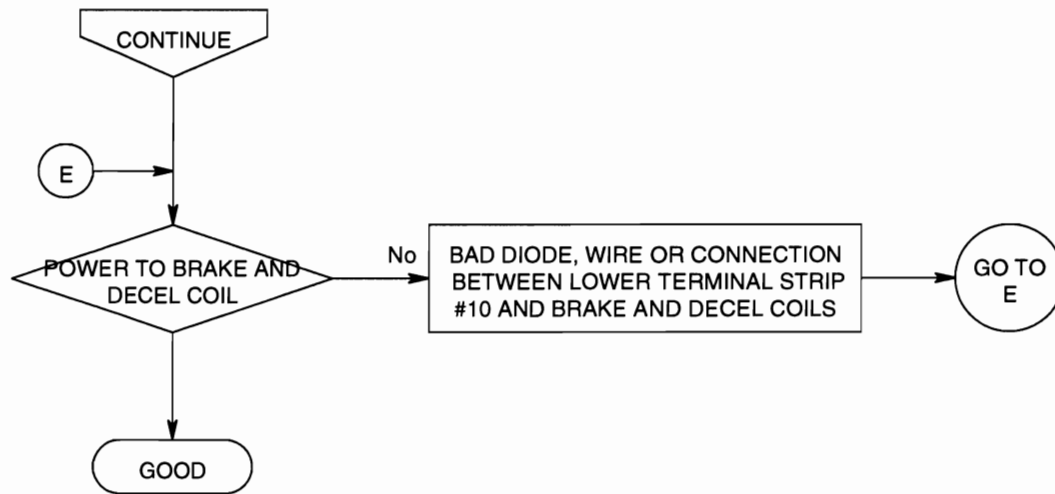 CONTINUE
E
POWER TO BRAKE AND
DECEL COIL
No
BAD DIODE, WIRE OR CONNECTION
BETWEEN LOWER TERMINAL STRIP
#10 AND BRAKE AND DECEL COILS
GO TO
E
GOOD